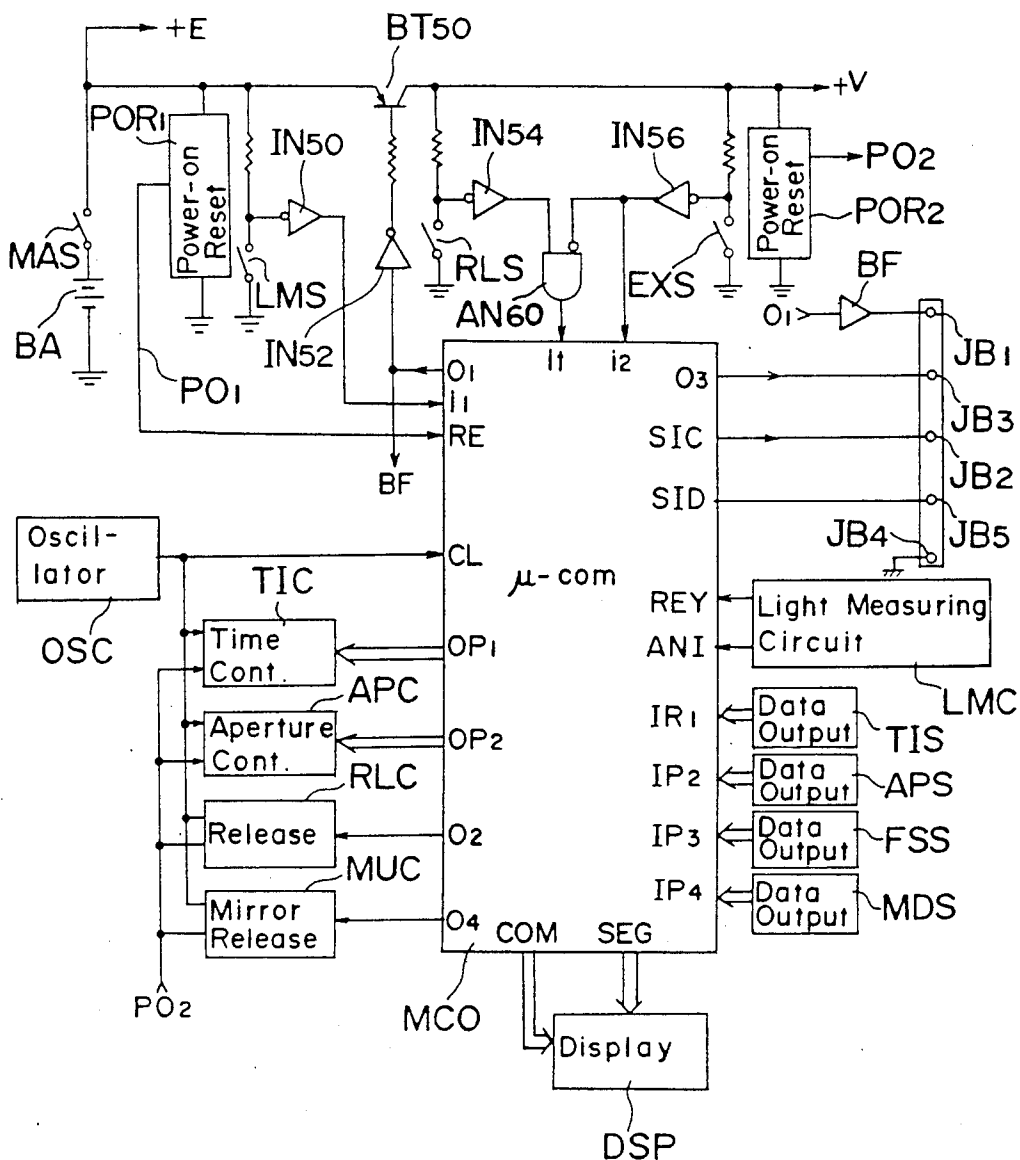 +E
BT50
+V
POR1
Power-on
Reset
IN50
IN54
IN56
Power-on
Reset
PO2
POR2
MAS
BA
LMS
IN52
RLS
AN60
EXS
BF
O1
JB1
PO1
O1
It
i2
O3
JB3
I1
RE
SIC
JB2
BF
SID
JB5
JB4
Oscil-
lator
OSC
CL
μ-com
TIC
Time
Cont.
OP1
REY
ANI
Light Measuring
Circuit
LMC
APC
Aperture
Cont.
OP2
IR1
Data
Output
TIS
IP2
Data
Output
APS
RLC
Release
O2
IP3
Data
Output
FSS
MUC
Mirror
Release
O4
IP4
Data
Output
MDS
COM
SEG
PO2
MCO
Display
DSP